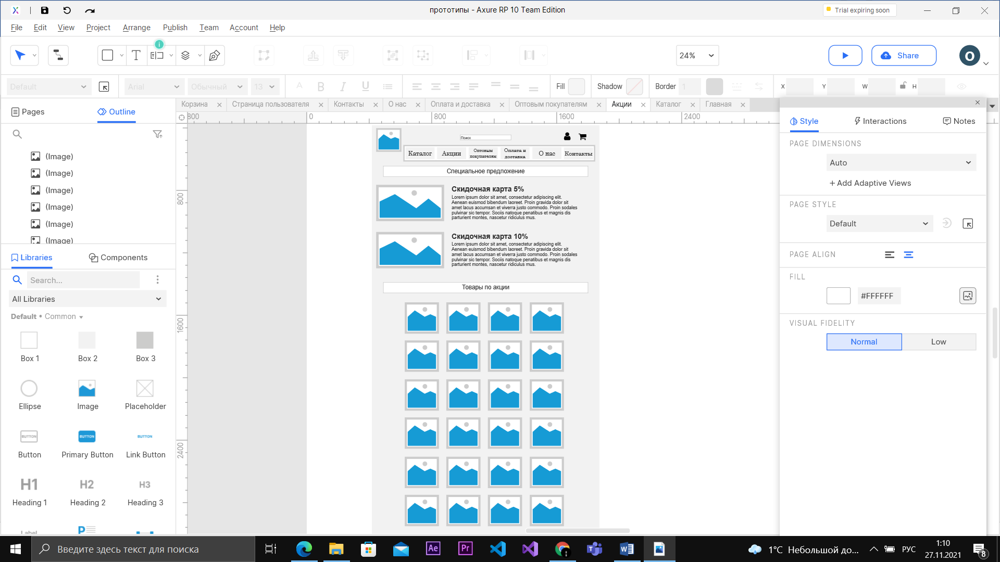 прототипы - Axure RP 10 Team Edition
Trial expiring soon
File Edit View Project Arrange Publish Team Account Help
24%
Share
O
Default
Arial
Обычный
13
Fill
Shadow
Border
1
X
Y
W
H
Pages
Outline
Корзина
Страница пользователя
Контакты
О нас
Оплата и доставка
Оптовым покупателям
Акции
Каталог
Главная
800 0 800 1600 2400
800
1600
2400
(Image)
(Image)
(Image)
(Image)
(Image)
(Image)
Libraries
Components
Search...
All Libraries
Default • Common
Box 1 Box 2 Box 3
Ellipse Image Placeholder
BUTTON BUTTON BUTTON
Button Primary Button Link Button
H1 H2 H3
Heading 1 Heading 2 Heading 3
Label
P
Поиск
Каталог
Акции
Оптовым
покупателям
Оплата и
доставка
О нас
Контакты
Специальное предложение
Скидочная карта 5%
Lorem ipsum dolor sit amet, consectetur adipiscing elit.
Aenean euismod bibendum laoreet. Proin gravida dolor sit
amet lacus accumsan et viverra justo commodo. Proin sodales
pulvinar sic tempor. Sociis natoque penatibus et magnis dis
parturient montes, nascetur ridiculus mus.
Скидочная карта 10%
Lorem ipsum dolor sit amet, consectetur adipiscing elit.
Aenean euismod bibendum laoreet. Proin gravida dolor sit
amet lacus accumsan et viverra justo commodo. Proin sodales
pulvinar sic tempor. Sociis natoque penatibus et magnis dis
parturient montes, nascetur ridiculus mus.
Товары по акции
Style
Interactions
Notes
PAGE DIMENSIONS
Auto
+ Add Adaptive Views
PAGE STYLE
Default
PAGE ALIGN
FILL
#FFFFFF
VISUAL FIDELITY
Normal
Low
Введите здесь текст для поиска
Ae
Pr
1°C Небольшой до...
РУС
1:10
27.11.2021
8